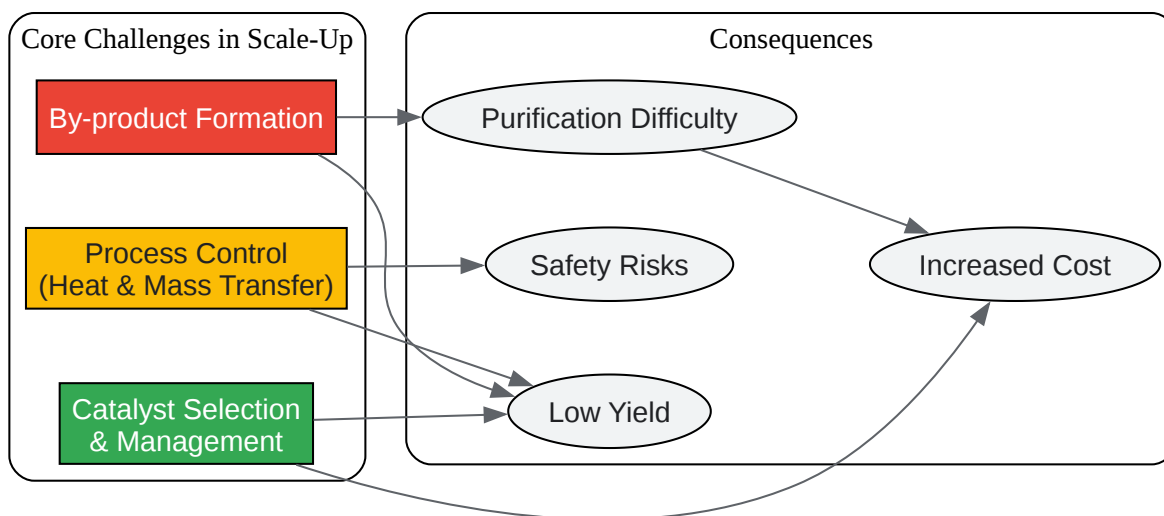 Core Challenges in Scale-Up
By-product Formation
Process Control
(Heat & Mass Transfer)
Catalyst Selection
& Management
Consequences
Purification Difficulty
Safety Risks
Low Yield
Increased Cost